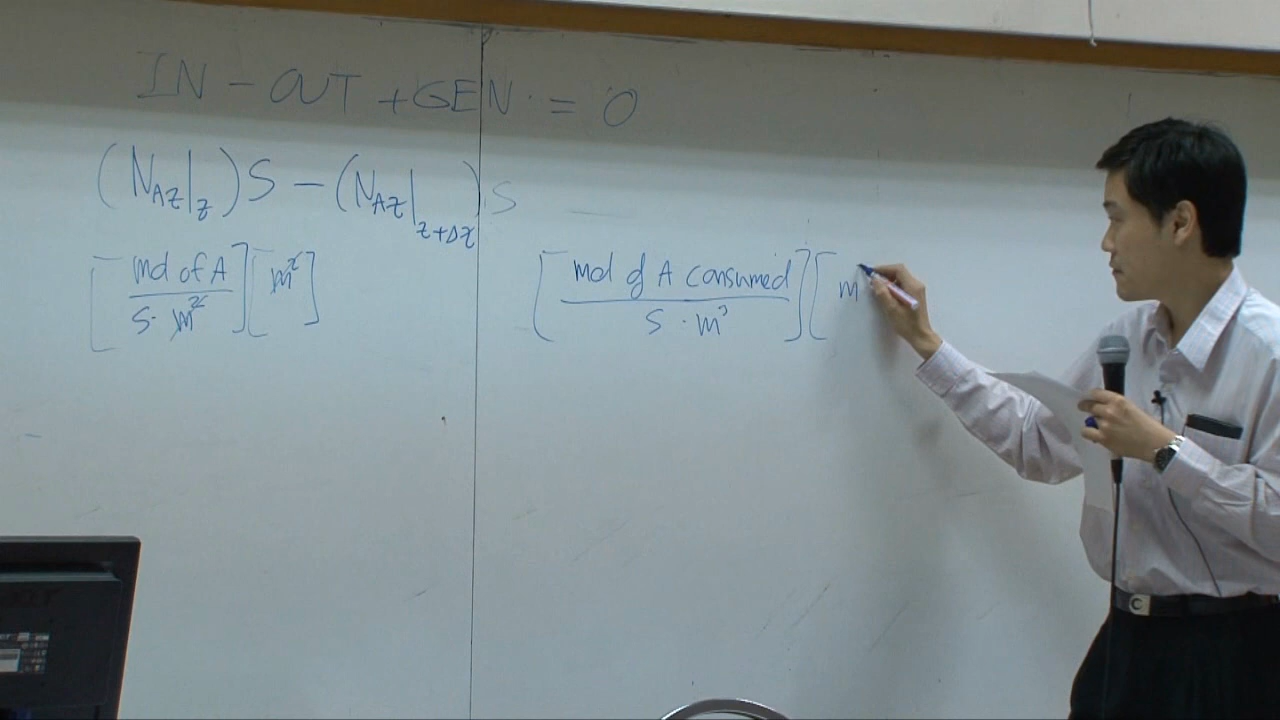 IN - OUT + GEN. = 0
(N_AZ|_z) S - (N_AZ|_z+Δz) S -
[mol of A / s. m²] [m²] [mol of A consumed / s · m³] [m